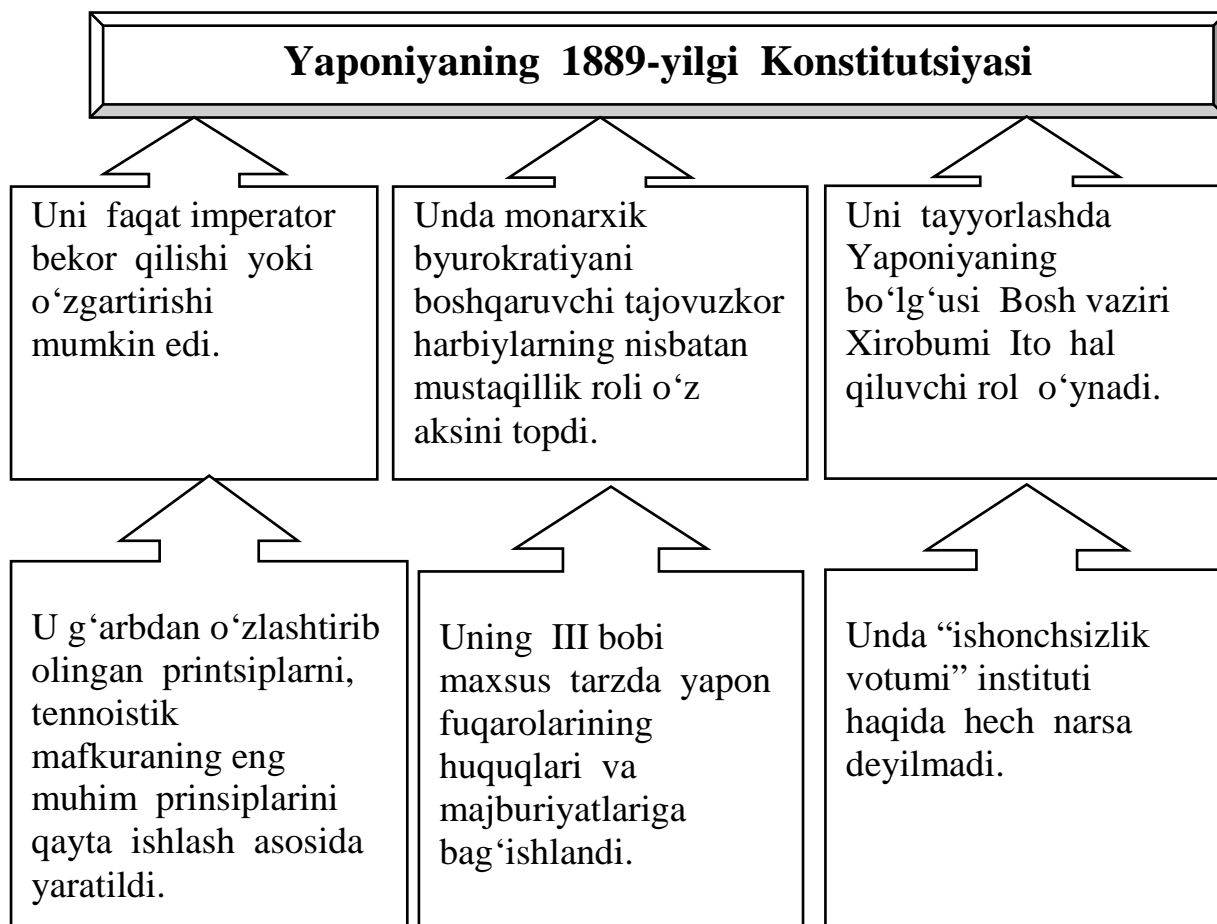 Yaponiyaning 1889-yilgi Konstitutsiyasi
Uni faqat imperator
bekor qilishi yoki
o‘zgartirishi
mumkin edi.
Unda monarxik
byurokratiyani
boshqaruvchi tajovuzkor
harbiylarning nisbatan
mustaqillik roli o‘z
aksini topdi.
Uni tayyorlashda
Yaponiyaning
bo‘lg‘usi Bosh vaziri
Xirobumi Ito hal
qiluvchi rol o‘ynadi.
U g‘arbdan o‘zlashtirib
olingan printsiplarni,
tennoistik
mafkuraning eng
muhim prinsiplarini
qayta ishlash asosida
yaratildi.
Uning III bobi
maxsus tarzda yapon
fuqarolarining
huquqlari va
majburiyatlariga
bag‘ishlandi.
Unda “ishonchsizlik
votumi” instituti
haqida hech narsa
deyilmadi.